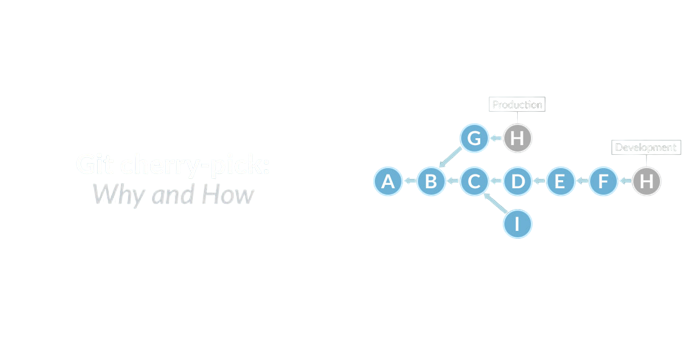 Git cherry-pick:
Why and How
Production
G H
Development
A B C D E F H
I